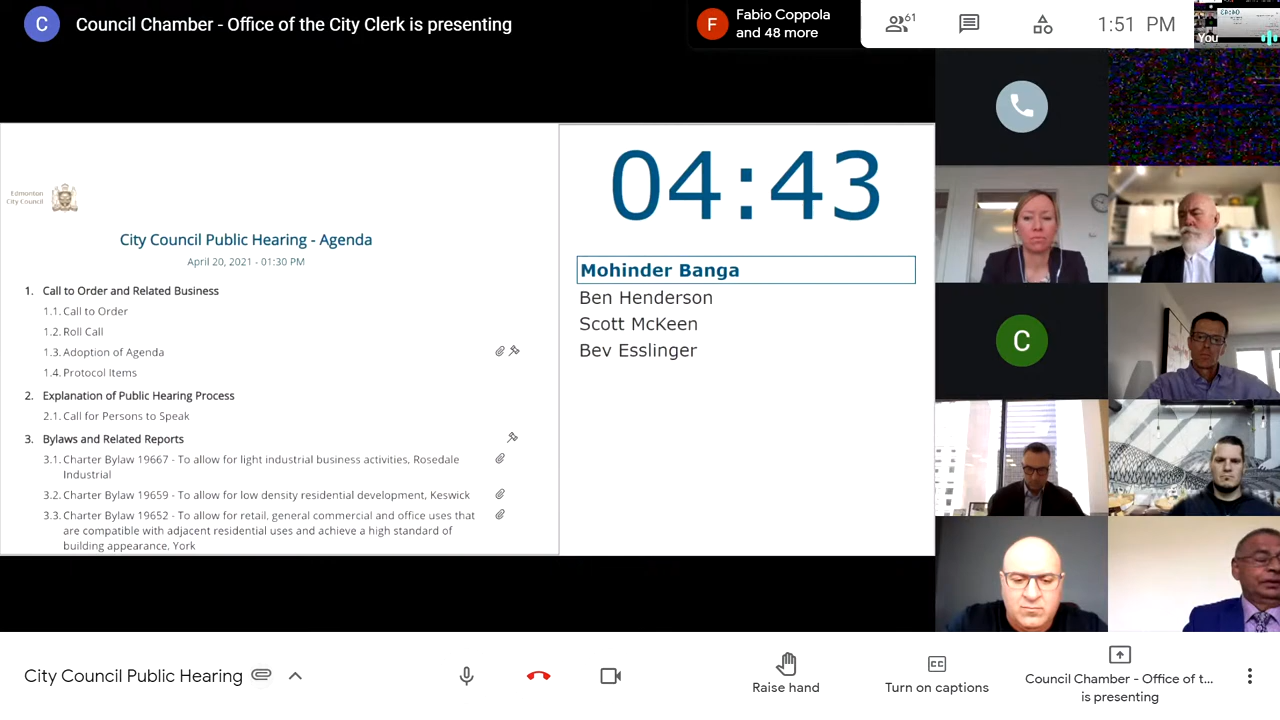 C
Council Chamber - Office of the City Clerk is presenting
F
Fabio Coppola
and 48 more
61
1:51 PM
You
Edmonton
City Council
City Council Public Hearing - Agenda
April 20, 2021 - 01:30 PM
1. Call to Order and Related Business
1.1. Call to Order
1.2. Roll Call
1.3. Adoption of Agenda
1.4. Protocol Items
2. Explanation of Public Hearing Process
2.1. Call for Persons to Speak
3. Bylaws and Related Reports
3.1. Charter Bylaw 19667 - To allow for light industrial business activities, Rosedale
Industrial
3.2. Charter Bylaw 19659 - To allow for low density residential development, Keswick
3.3. Charter Bylaw 19652 - To allow for retail, general commercial and office uses that
are compatible with adjacent residential uses and achieve a high standard of
building appearance, York
04:43
Mohinder Banga
Ben Henderson
Scott McKeen
Bev Esslinger
C
City Council Public Hearing
Raise hand
CC
Turn on captions
Council Chamber - Office of t...
is presenting